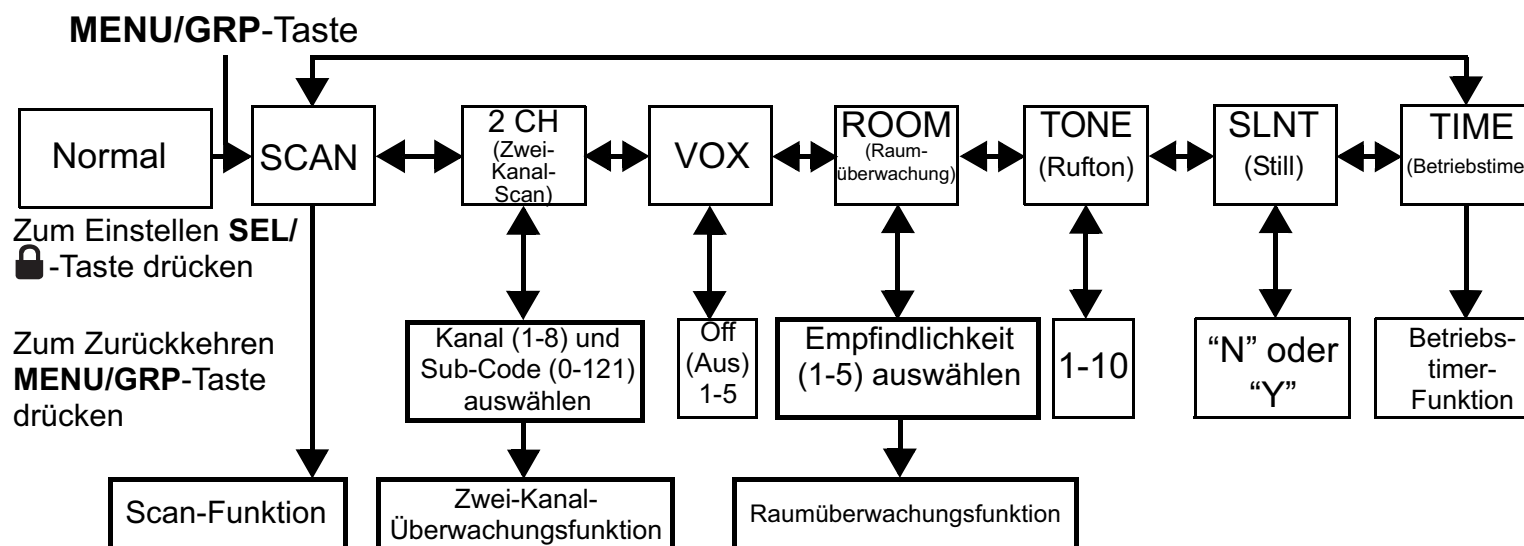 MENU/GRP-Taste
Normal
SCAN
2 CH
(Zwei-
Kanal-
Scan)
VOX
ROOM
(Raum-
überwachung)
TONE
(Rufton)
SLNT
(Still)
TIME
(Betriebstime
Zum Einstellen SEL/
-Taste drücken
Zum Zurückkehren
MENU/GRP-Taste
drücken
Kanal (1-8) und
Sub-Code (0-121)
auswählen
Off
(Aus)
1-5
Empfindlichkeit
(1-5) auswählen
1-10
“N” oder
“Y”
Betriebs-
timer-
Funktion
Scan-Funktion
Zwei-Kanal-
Überwachungsfunktion
Raumüberwachungsfunktion